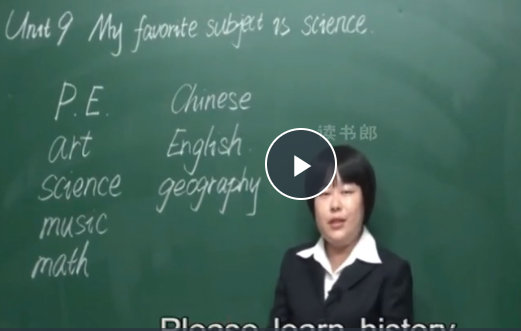 Unit 9 My favorite subject is science.
P.E. Chinese
art English
science geography
music
math
读书郎
Please learn history